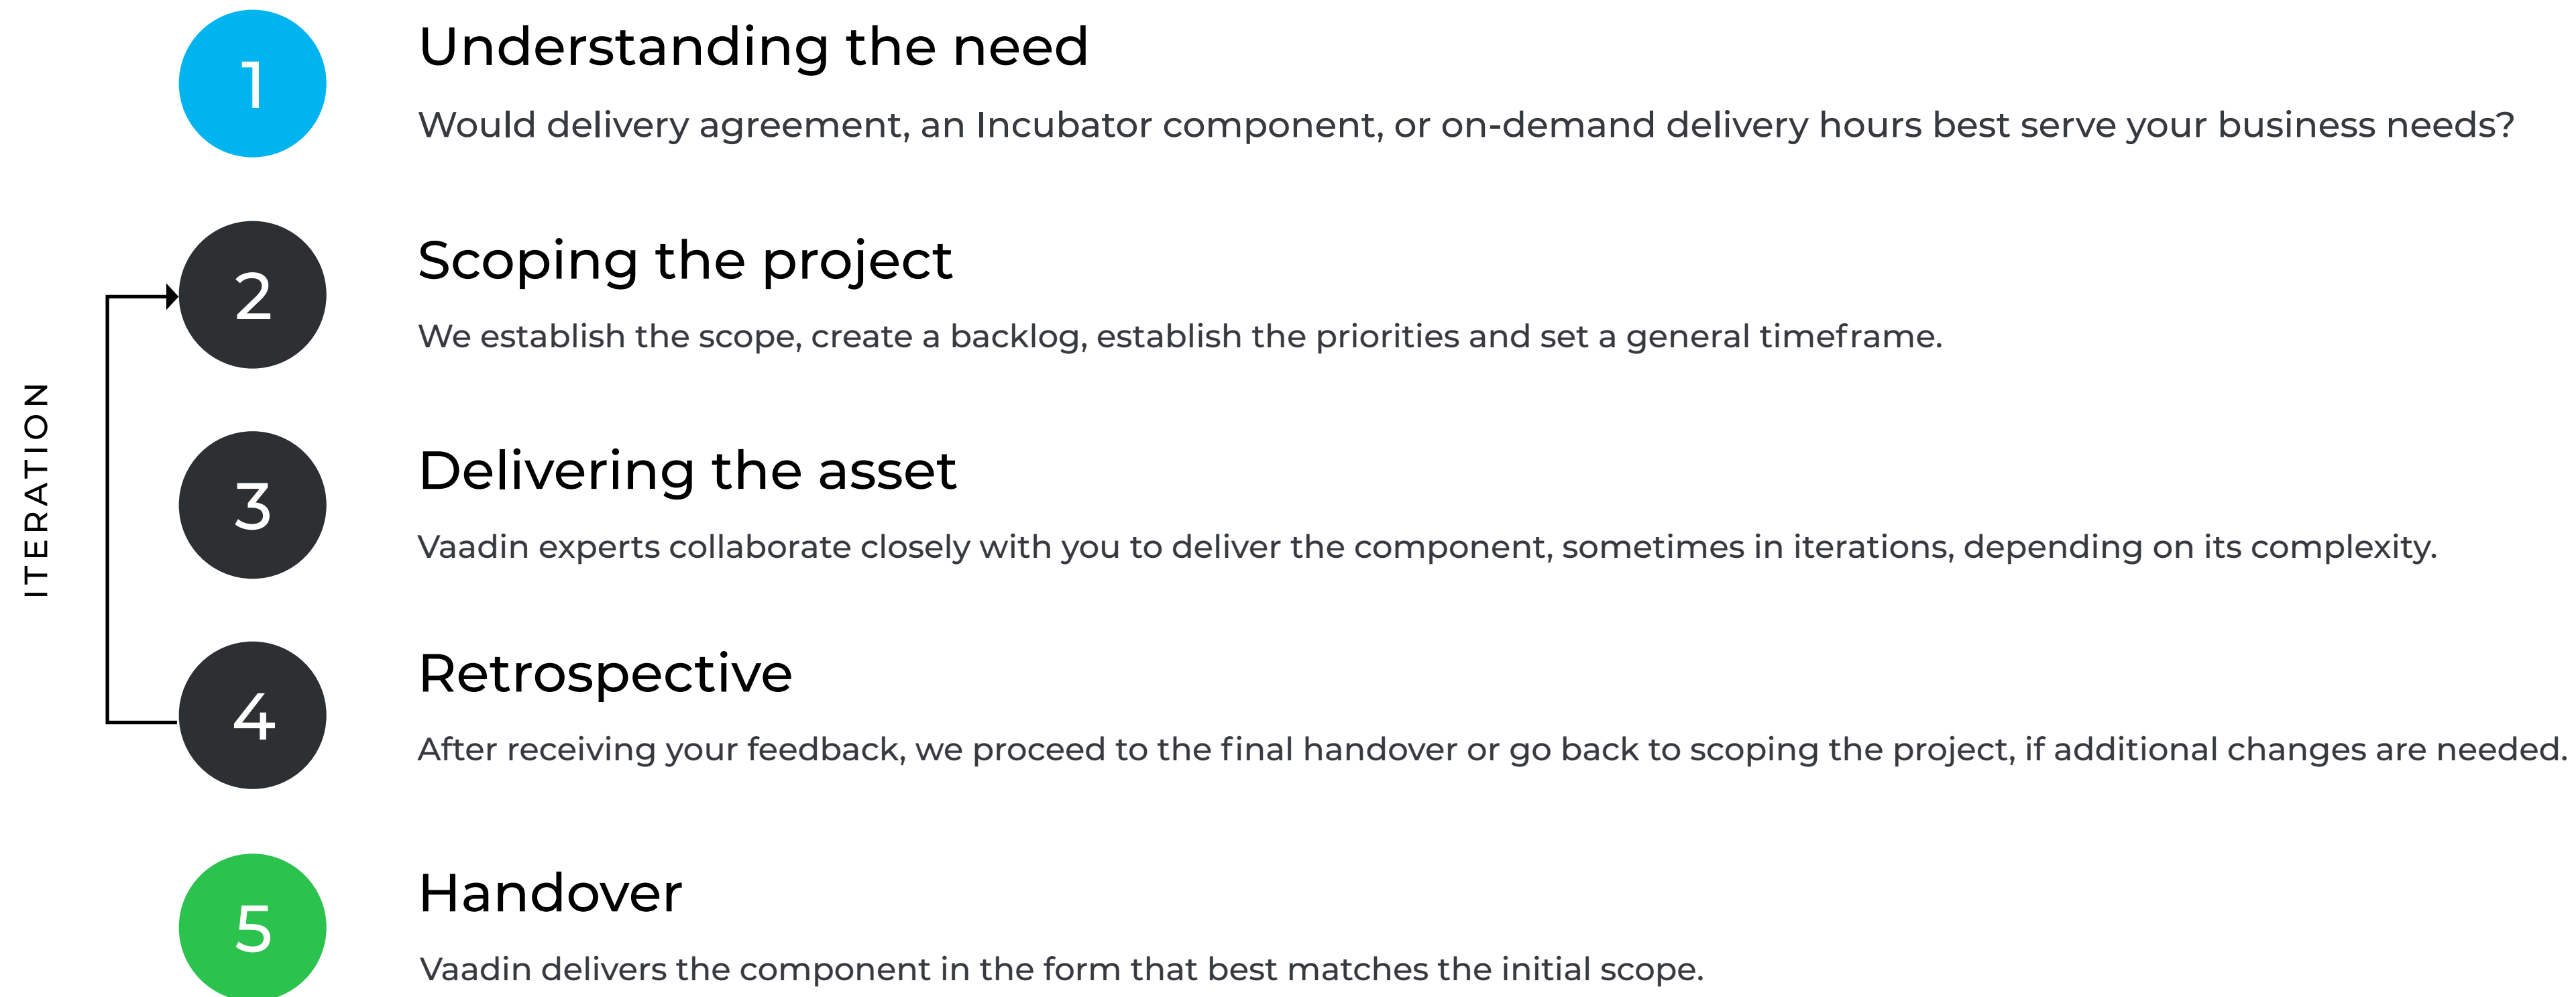 1
Understanding the need
Would delivery agreement, an Incubator component, or on-demand delivery hours best serve your business needs?
2
Scoping the project
We establish the scope, create a backlog, establish the priorities and set a general timeframe.
ITERATION
3
Delivering the asset
Vaadin experts collaborate closely with you to deliver the component, sometimes in iterations, depending on its complexity.
4
Retrospective
After receiving your feedback, we proceed to the final handover or go back to scoping the project, if additional changes are needed.
5
Handover
Vaadin delivers the component in the form that best matches the initial scope.